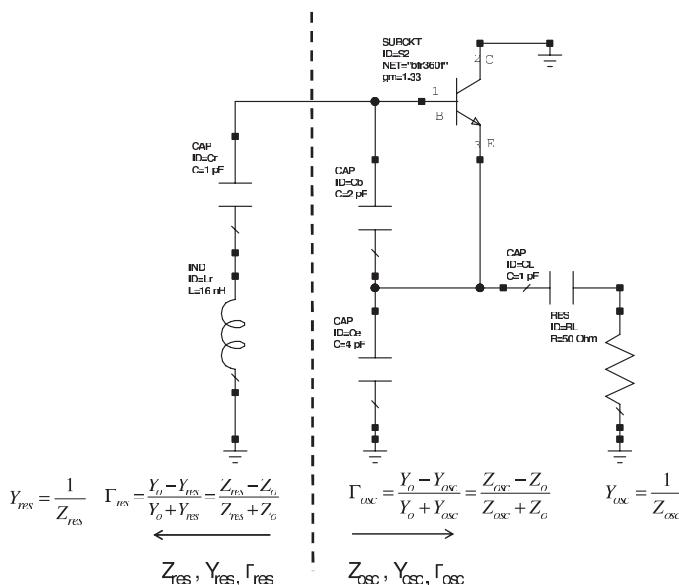 SUBCKT
ID=S2
NET="bfr360f"
gm=1.33
2 C
1
B
3 E
CAP
ID=Cr
C=1 pF
CAP
ID=Cb
C=2 pF
IND
ID=Lr
L=16 nH
CAP
ID=CL
C=1 pF
CAP
ID=Ce
C=4 pF
RES
ID=RL
R=50 Ohm
Y_res = 1/Z_res
Γ_res = (Y_o − Y_res)/(Y_o + Y_res) = (Z_res − Z_o)/(Z_res + Z_o)
Γ_osc = (Y_o − Y_osc)/(Y_o + Y_osc) = (Z_osc − Z_o)/(Z_osc + Z_o)
Y_osc = 1/Z_osc
Z_res , Y_res, Γ_res
Z_osc , Y_osc, Γ_osc